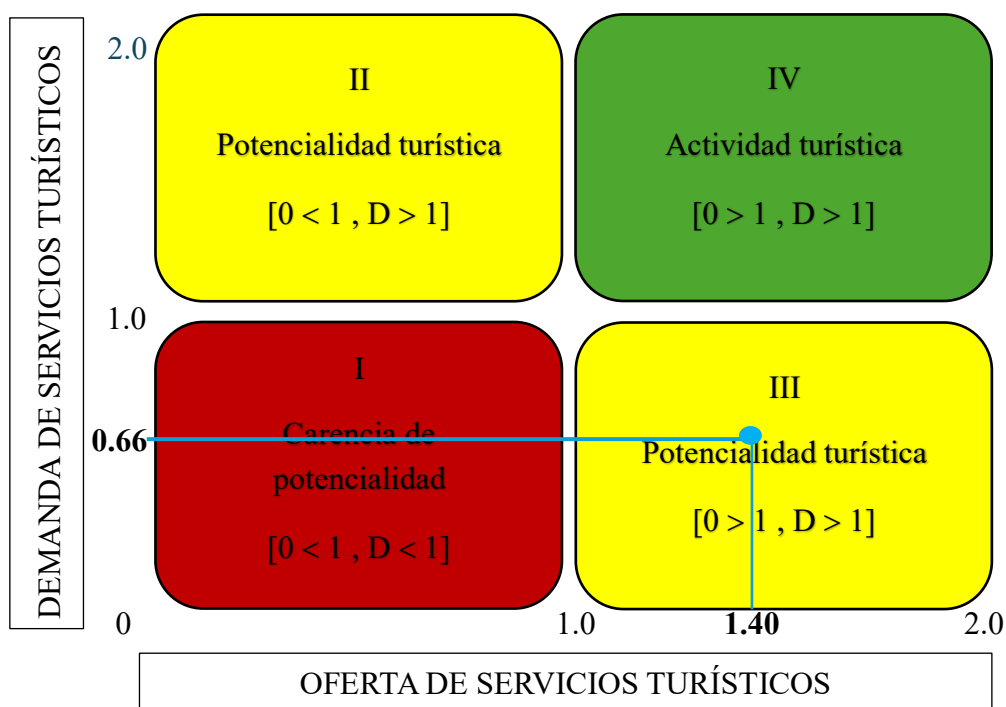 DEMANDA DE SERVICIOS TURÍSTICOS
2.0
II
Potencialidad turística
[0 < 1 , D > 1]
IV
Actividad turística
[0 > 1 , D > 1]
1.0
I
Carencia de
potencialidad
[0 < 1 , D < 1]
III
Potencialidad turística
[0 > 1 , D > 1]
0.66
0
1.0
1.40
2.0
OFERTA DE SERVICIOS TURÍSTICOS